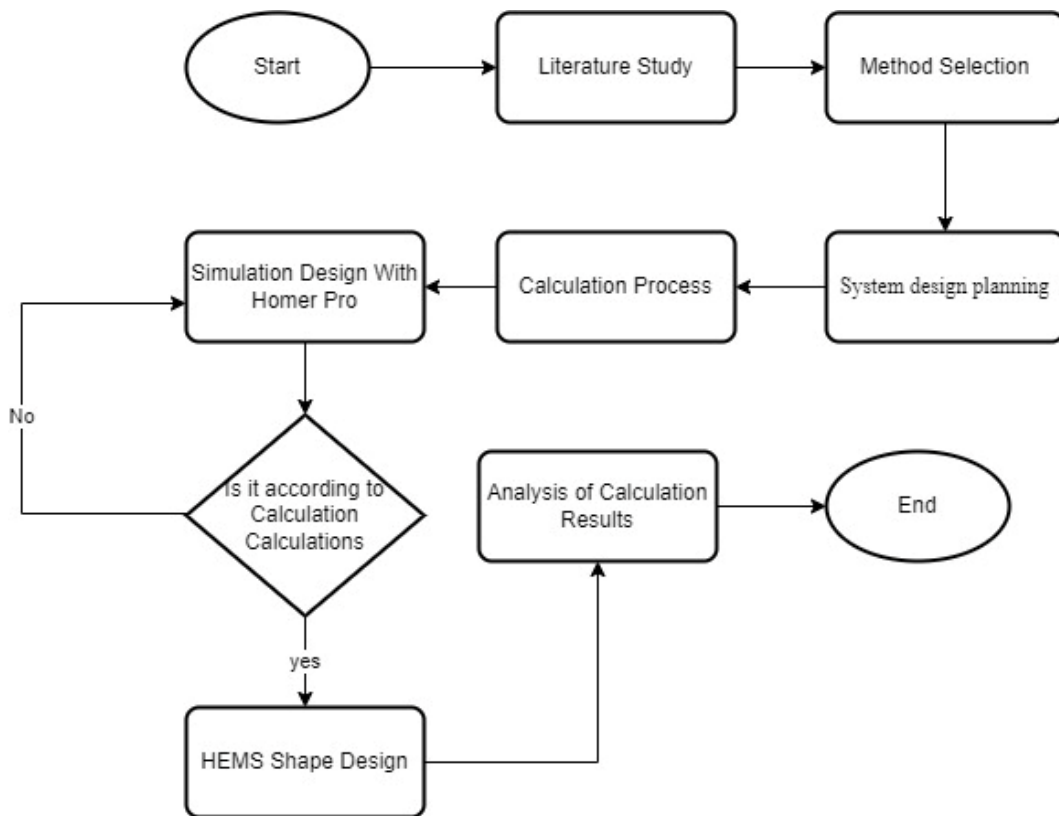 Start
Literature Study
Method Selection
System design planning
Calculation Process
Simulation Design With
Homer Pro
No
Is it according to
Calculation
Calculations
yes
HEMS Shape Design
Analysis of Calculation
Results
End